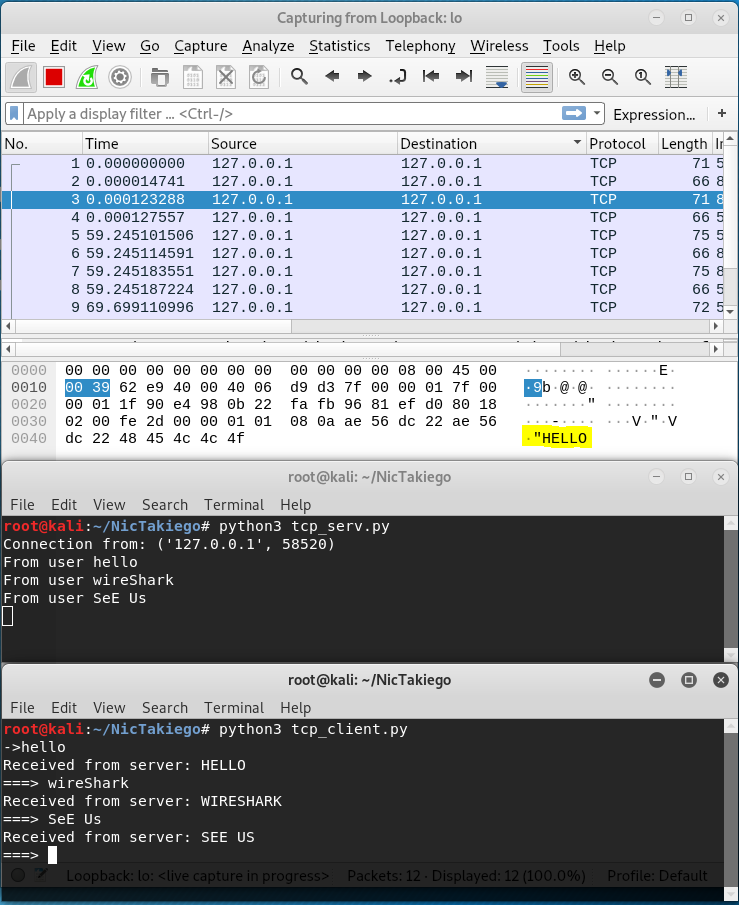 Capturing from Loopback: lo
File Edit View Go Capture Analyze Statistics Telephony Wireless Tools Help
Apply a display filter ... <Ctrl-/> Expression... +
No. Time Source Destination Protocol Length
1 0.000000000 127.0.0.1 127.0.0.1 TCP 71 5
2 0.000014741 127.0.0.1 127.0.0.1 TCP 66 8
3 0.000123288 127.0.0.1 127.0.0.1 TCP 71 8
4 0.000127557 127.0.0.1 127.0.0.1 TCP 66 5
5 59.245101506 127.0.0.1 127.0.0.1 TCP 75 5
6 59.245114591 127.0.0.1 127.0.0.1 TCP 66 8
7 59.245183551 127.0.0.1 127.0.0.1 TCP 75 8
8 59.245187224 127.0.0.1 127.0.0.1 TCP 66 5
9 69.699110996 127.0.0.1 127.0.0.1 TCP 72 5
0000 00 00 00 00 00 00 00 00 00 00 00 00 08 00 45 00 ········ ······E·
0010 00 39 62 e9 40 00 40 06 d9 d3 7f 00 00 01 7f 00 ·9b·@·@· ········
0020 00 01 1f 90 e4 98 0b 22 fa fb 96 81 ef d0 80 18 ·······" ········
0030 02 00 fe 2d 00 00 01 01 08 0a ae 56 dc 22 ae 56 ···-···· ···V·"·V
0040 dc 22 48 45 4c 4c 4f ·"HELLO
root@kali: ~/NicTakiego
File Edit View Search Terminal Help
root@kali:~/NicTakiego# python3 tcp_serv.py
Connection from: ('127.0.0.1', 58520)
From user hello
From user wireShark
From user SeE Us
root@kali: ~/NicTakiego
File Edit View Search Terminal Help
root@kali:~/NicTakiego# python3 tcp_client.py
->hello
Received from server: HELLO
===> wireShark
Received from server: WIRESHARK
===> SeE Us
Received from server: SEE US
===>
Loopback: lo: <live capture in progress> Packets: 12 · Displayed: 12 (100.0%) Profile: Default